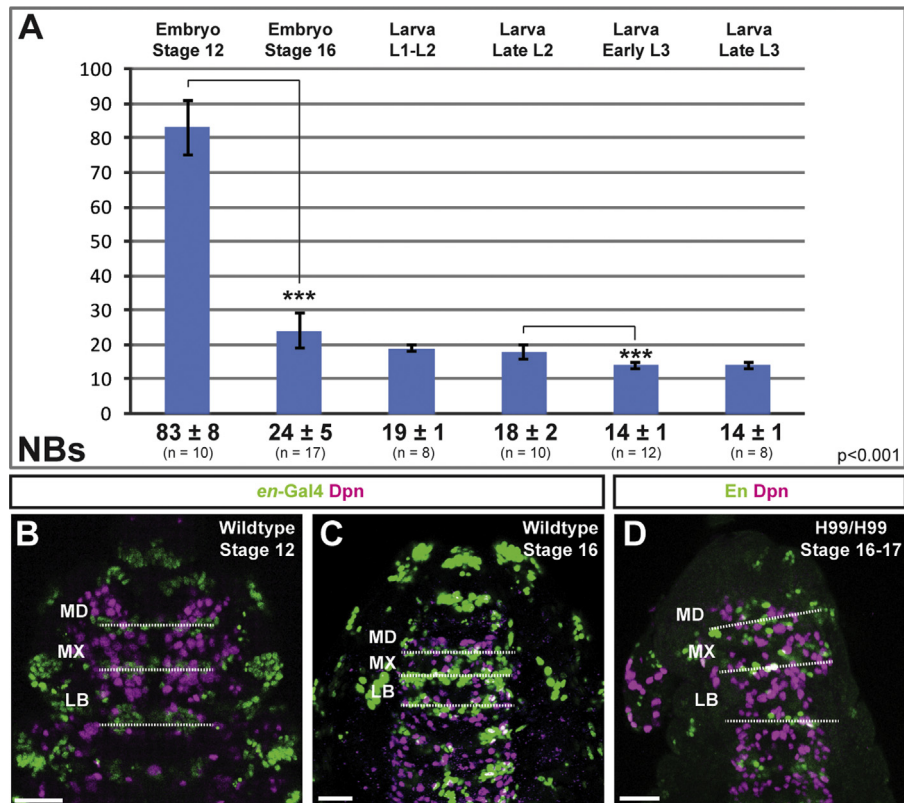 A
Embryo Stage 12
Embryo Stage 16
Larva L1-L2
Larva Late L2
Larva Early L3
Larva Late L3
100
90
80
70
60
50
40
30
20
10
0
***
***
NBs
83 ± 8
24 ± 5
19 ± 1
18 ± 2
14 ± 1
14 ± 1
(n = 10)
(n = 17)
(n = 8)
(n = 10)
(n = 12)
(n = 8)
p<0.001
en-Gal4 Dpn
En Dpn
B
Wildtype
Stage 12
MD
MX
LB
C
Wildtype
Stage 16
MD
MX
LB
D
H99/H99
Stage 16-17
MD
MX
LB